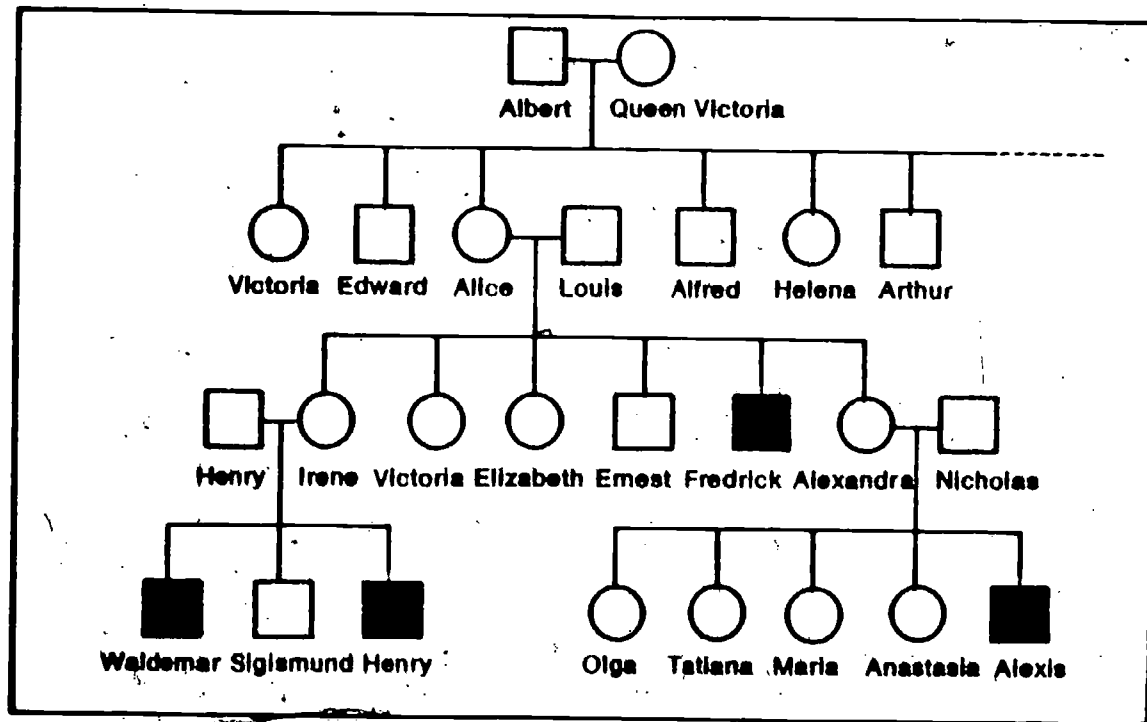 Albert Queen Victoria
Victoria Edward Alice Louis Alfred Helena Arthur
Henry Irene Victoria Elizabeth Ernest Fredrick Alexandra Nicholas
Waldemar Sigismund Henry Olga Tatiana Maria Anastasia Alexis